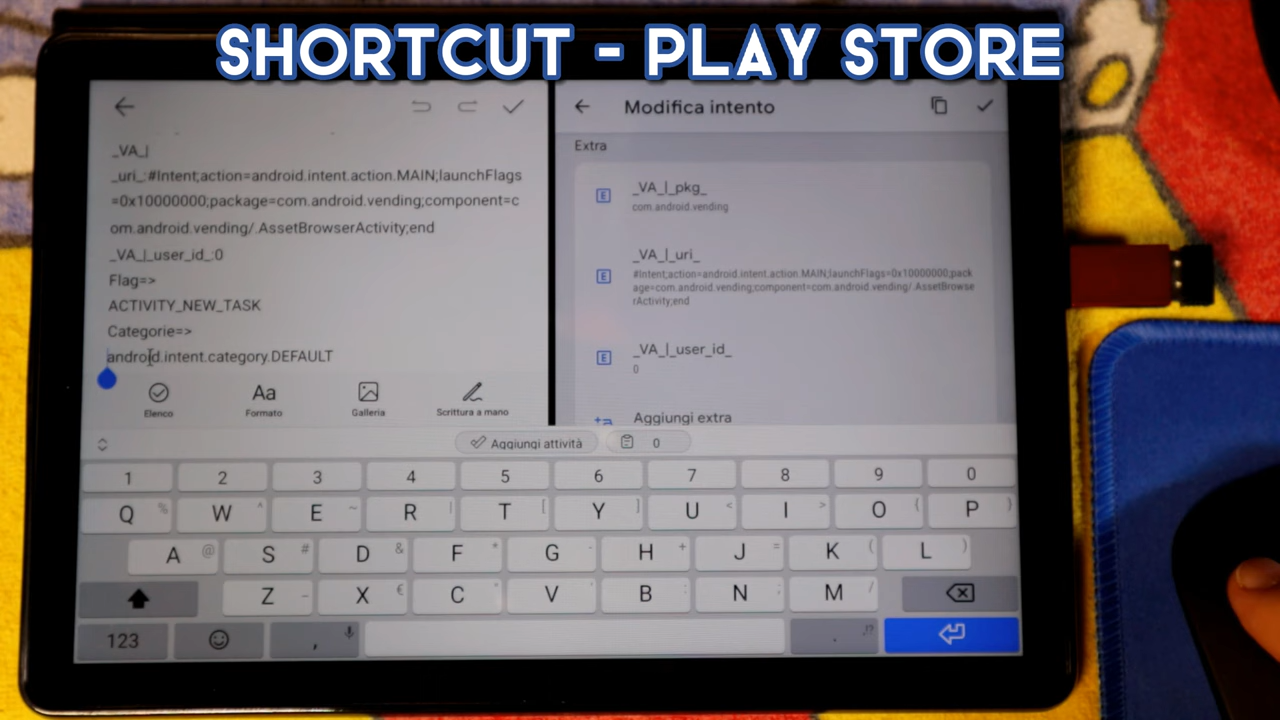 SHORTCUT - PLAY STORE
_VA_|
_uri_:#Intent;action=android.intent.action.MAIN;launchFlags
=0x10000000;package=com.android.vending;component=c
om.android.vending/.AssetBrowserActivity;end
_VA_|_user_id_:0
Flag=>
ACTIVITY_NEW_TASK
Categorie=>
android.intent.category.DEFAULT
Elenco
Aa
Formato
Galleria
Scrittura a mano
Modifica intento
Extra
E
_VA_|_pkg_
com.android.vending
E
_VA_|_uri_
#Intent;action=android.intent.action.MAIN;launchFlags=0x10000000;pack
age=com.android.vending;component=com.android.vending/.AssetBrowse
rActivity;end
E
_VA_|_user_id_
0
Aggiungi extra
Aggiungi attività
0
1 2 3 4 5 6 7 8 9 0
Q % W ^ E ~ R | T [ Y ] U < I > O { P }
A @ S # D & F * G - H + J = K ( L )
Z _ X € C " V ' B : N ; M /
123 , . ,!?